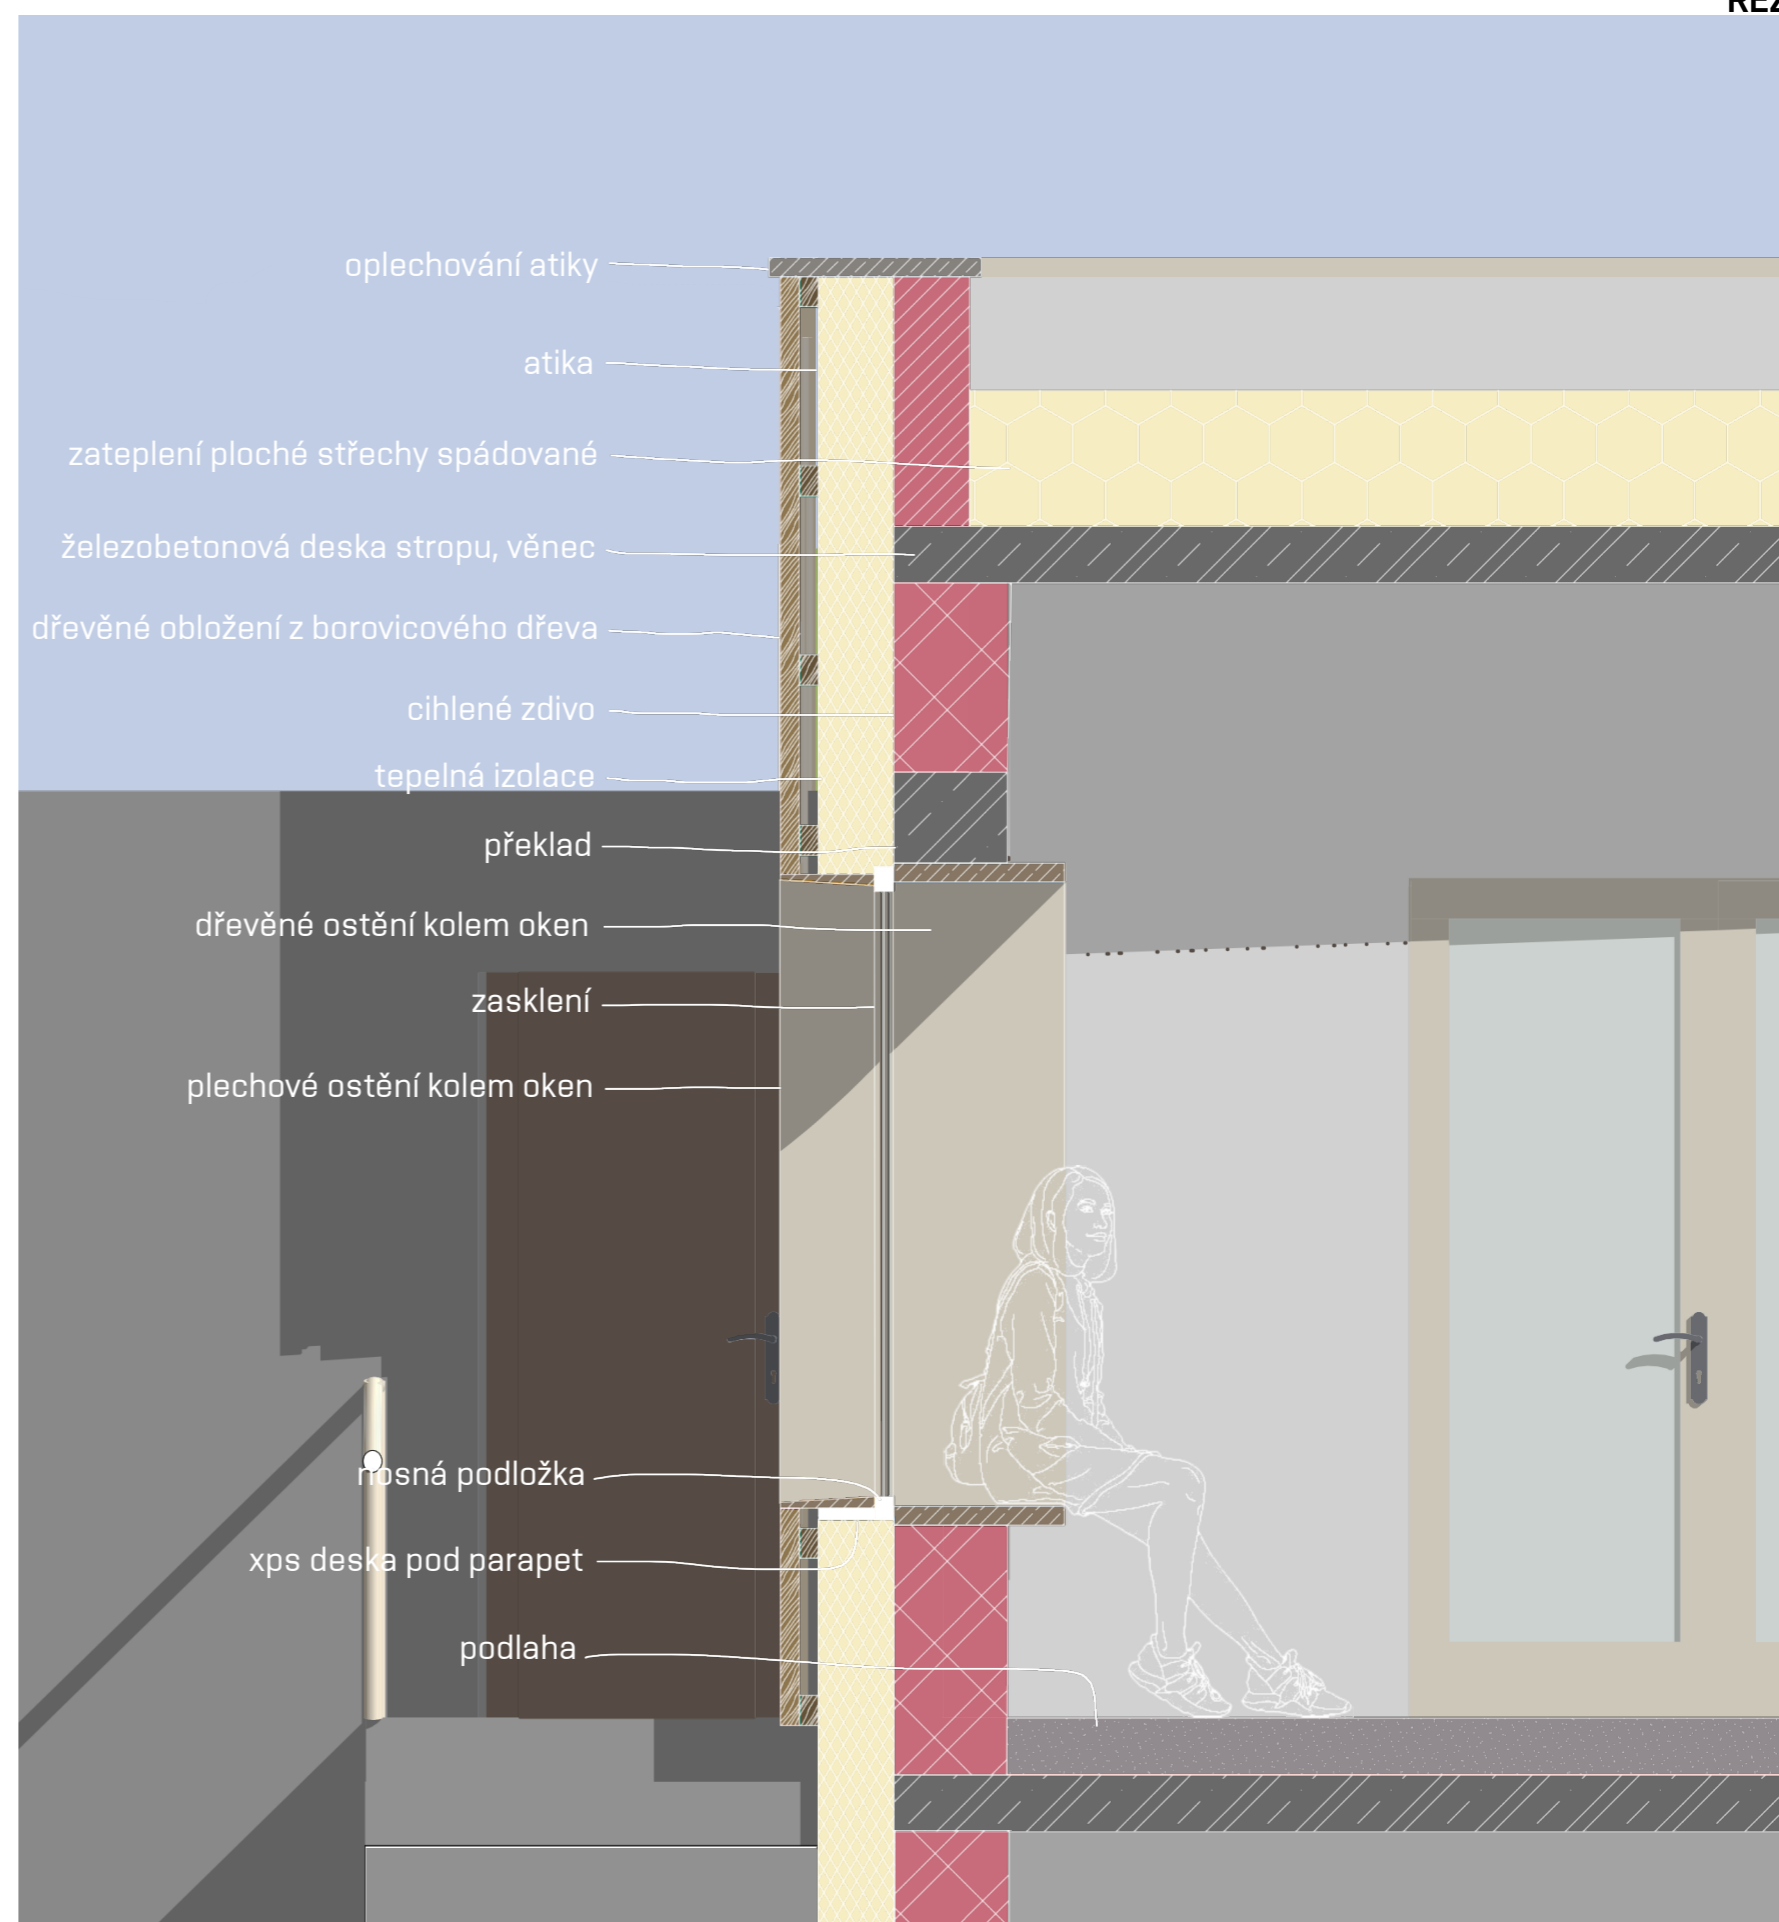 oplechování atiky
atika
zateplení ploché střechy spádované
železobetonová deska stropu, věnec
dřevěné obložení z borovicového dřeva
cihlené zdivo
tepelná izolace
překlad
dřevěné ostění kolem oken
zasklení
plechové ostění kolem oken
nosná podložka
xps deska pod parapet
podlaha